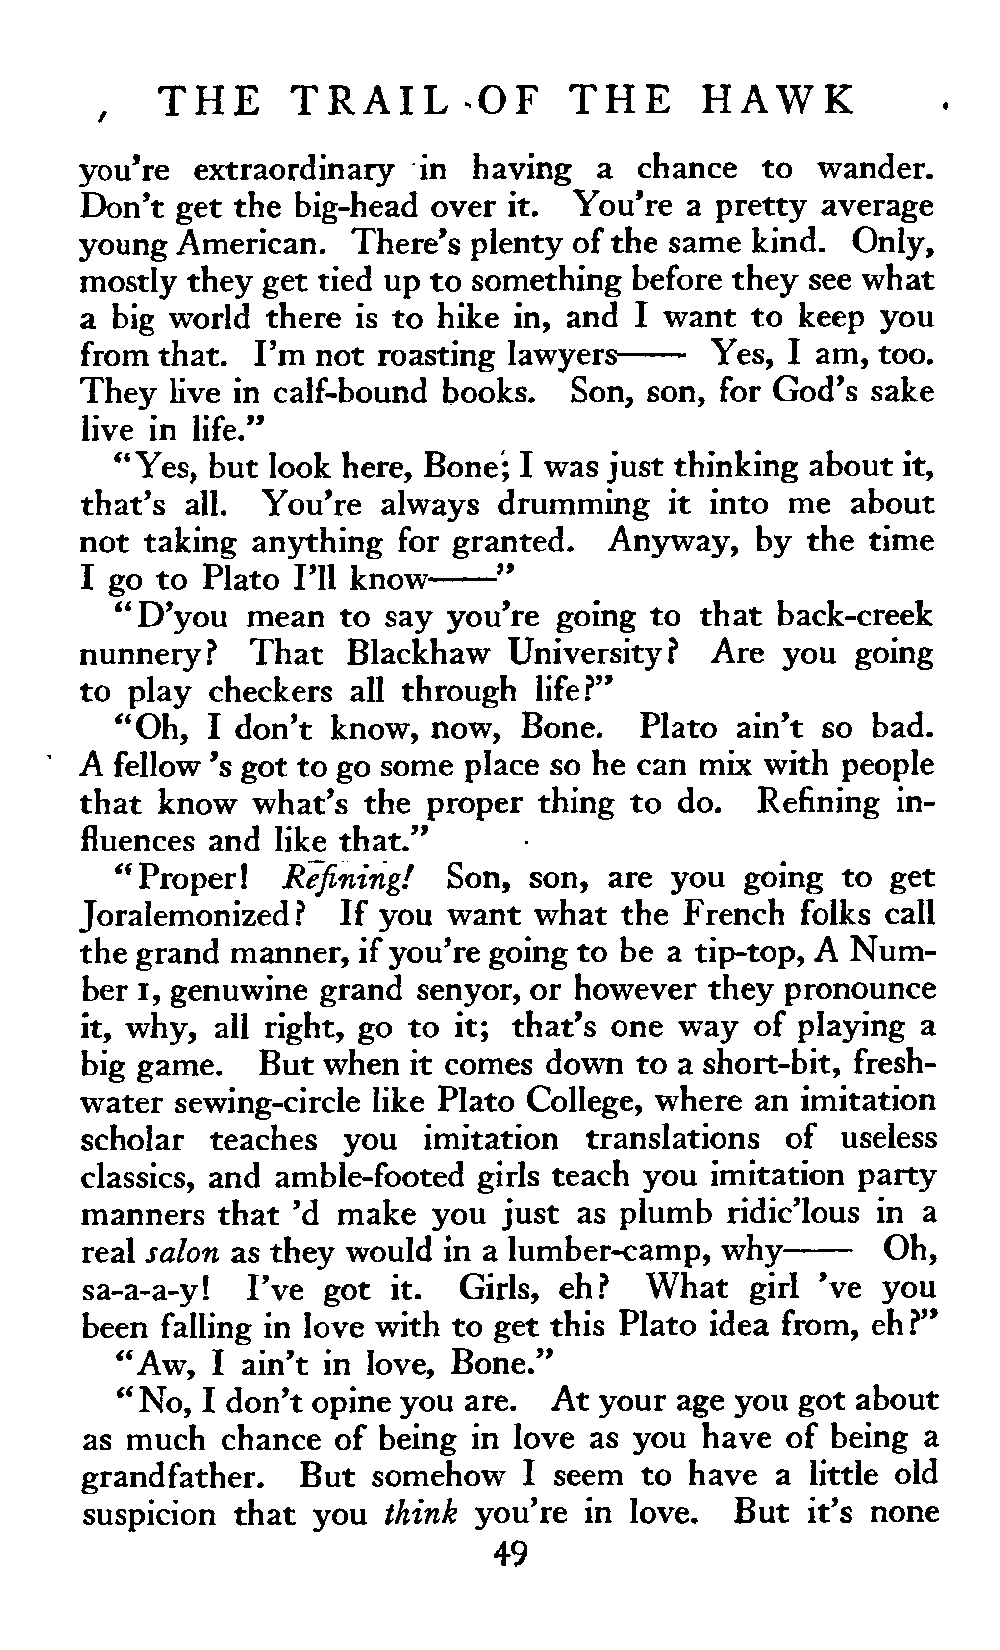 THE TRAIL OF THE HAWK
you're extraordinary in having a chance to wander.
Don't get the big-head over it. You're a pretty average
young American. There's plenty of the same kind. Only,
mostly they get tied up to something before they see what
a big world there is to hike in, and I want to keep you
from that. I'm not roasting lawyers—— Yes, I am, too.
They live in calf-bound books. Son, son, for God's sake
live in life."
"Yes, but look here, Bone; I was just thinking about it,
that's all. You're always drumming it into me about
not taking anything for granted. Anyway, by the time
I go to Plato I'll know——"
"D'you mean to say you're going to that back-creek
nunnery? That Blackhaw University? Are you going
to play checkers all through life?"
"Oh, I don't know, now, Bone. Plato ain't so bad.
A fellow 's got to go some place so he can mix with people
that know what's the proper thing to do. Refining in-
fluences and like that."
"Proper! Refining! Son, son, are you going to get
Joralemonized? If you want what the French folks call
the grand manner, if you're going to be a tip-top, A Num-
ber 1, genuwine grand senyor, or however they pronounce
it, why, all right, go to it; that's one way of playing a
big game. But when it comes down to a short-bit, fresh-
water sewing-circle like Plato College, where an imitation
scholar teaches you imitation translations of useless
classics, and amble-footed girls teach you imitation party
manners that 'd make you just as plumb ridic'lous in a
real salon as they would in a lumber-camp, why—— Oh,
sa-a-a-y! I've got it. Girls, eh? What girl 've you
been falling in love with to get this Plato idea from, eh?"
"Aw, I ain't in love, Bone."
"No, I don't opine you are. At your age you got about
as much chance of being in love as you have of being a
grandfather. But somehow I seem to have a little old
suspicion that you think you're in love. But it's none
49